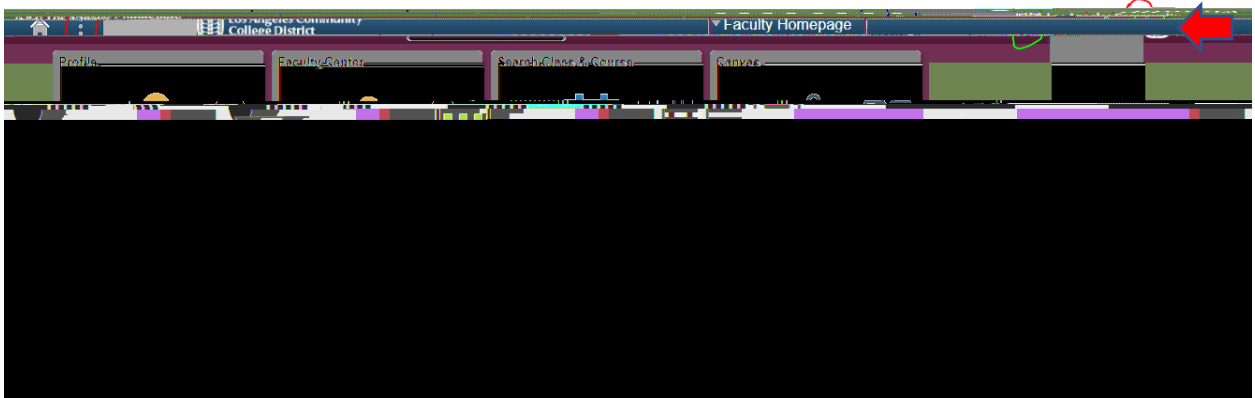 Los Angeles Community
College District
Faculty Homepage
Profile
Faculty Center
Search Class & Course
Canvas